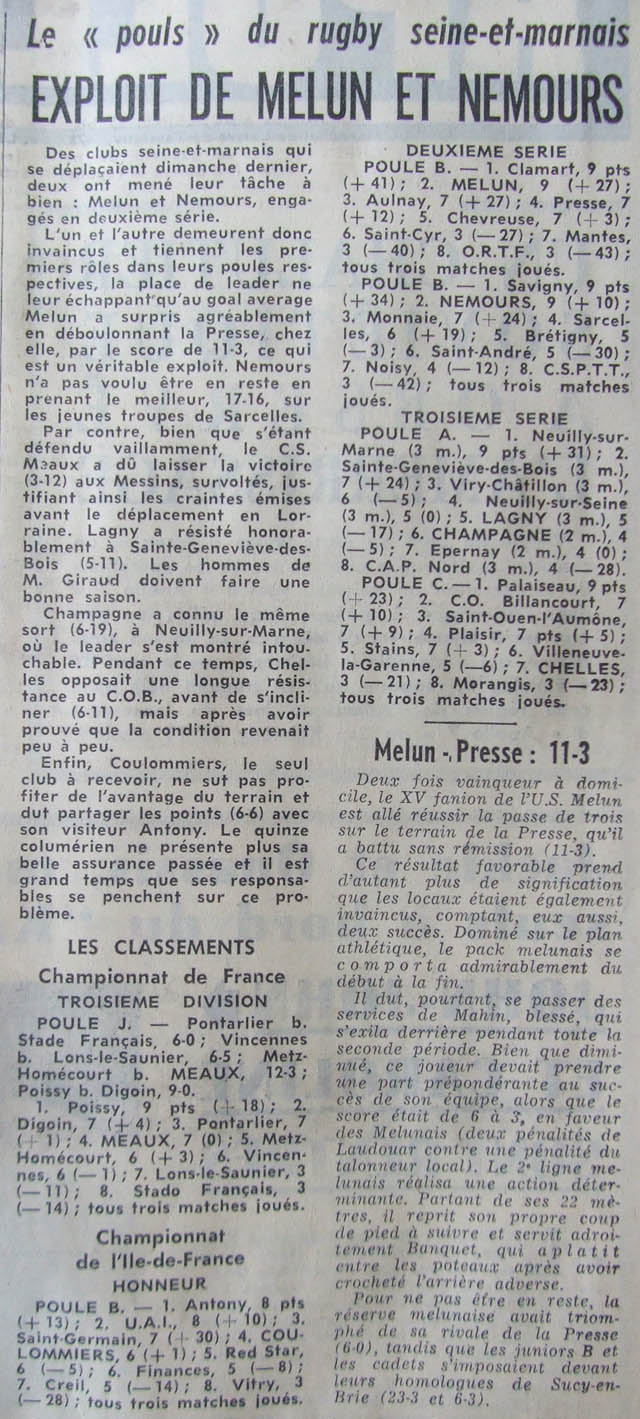 Le « pouls » du rugby seine-et-marnais
EXPLOIT DE MELUN ET NEMOURS
Des clubs seine-et-marnais qui
se déplaçaient dimanche dernier,
deux ont mené leur tâche à
bien : Melun et Nemours, enga-
gés en deuxième série.
L'un et l'autre demeurent donc
invaincus et tiennent les pre-
miers rôles dans leurs poules res-
pectives, la place de leader ne
leur échappant qu'au goal average
Melun a surpris agréablement
en déboulonnant la Presse, chez
elle, par le score de 11-3, ce qui
est un véritable exploit. Nemours
n'a pas voulu être en reste en
prenant le meilleur, 17-16, sur
les jeunes troupes de Sarcelles.
Par contre, bien que s'étant
défendu vaillamment, le C.S.
Meaux a dû laisser la victoire
(3-12) aux Messins, survoltés, jus-
tifiant ainsi les craintes émises
avant le déplacement en Lor-
raine. Lagny a résisté honora-
blement à Sainte-Geneviève-des-
Bois (5-11). Les hommes de
M. Giraud doivent faire une
bonne saison.
Champagne a connu le même
sort (6-19), à Neuilly-sur-Marne,
où le leader s'est montré intou-
chable. Pendant ce temps, Chel-
les opposait une longue résis-
tance au C.O.B., avant de s'incli-
ner (6-11), mais après avoir
prouvé que la condition revenait
peu à peu.
Enfin, Coulommiers, le seul
club à recevoir, ne sut pas pro-
fiter de l'avantage du terrain et
dut partager les points (6-6) avec
son visiteur Antony. Le quinze
columérien ne présente plus sa
belle assurance passée et il est
grand temps que ses responsa-
bles se penchent sur ce pro-
blème.
LES CLASSEMENTS
Championnat de France
TROISIEME DIVISION
POULE J. — Pontarlier b.
Stade Français, 6-0 ; Vincennes
b. Lons-le-Saunier, 6-5 ; Metz-
Homécourt b. MEAUX, 12-3 ;
Poissy b. Digoin, 9-0.
1. Poissy, 9 pts (+ 18) ; 2.
Digoin, 7 (+ 4) ; 3. Pontarlier, 7
(+ 1) ; 4. MEAUX, 7 (0) ; 5. Metz-
Homécourt, 6 (+ 3) ; 6. Vincen-
nes, 6 (— 1) ; 7. Lons-le-Saunier, 3
(— 11) ; 8. Stado Français, 3
(— 14) ; tous trois matches joués.
Championnat
de l'Ile-de-France
HONNEUR
POULE B. — 1. Antony, 8 pts
(+ 13) ; 2. U.A.I., 8 (+ 10) ; 3.
Saint-Germain, 7 (+ 30) ; 4. COU-
LOMMIERS, 6 (+ 1) ; 5. Red Star,
6 (— 5) ; 6. Finances, 5 (— 8) ;
7. Creil, 5 (— 14) ; 8. Vitry, 3
(— 28) ; tous trois matches joués.
DEUXIEME SERIE
POULE B. — 1. Clamart, 9 pts
(+ 41) ; 2. MELUN, 9 (+ 27) ;
3. Aulnay, 7 (+ 27) ; 4. Presse, 7
(+ 12) ; 5. Chevreuse, 7 (+ 3) ;
6. Saint-Cyr, 3 (— 27) ; 7. Mantes,
3 (— 40) ; 8. O.R.T.F., 3 (— 43) ;
tous trois matches joués.
POULE B. — 1. Savigny, 9 pts
(+ 34) ; 2. NEMOURS, 9 (+ 10) ;
3. Monnaie, 7 (+ 24) ; 4. Sarcel-
les, 6 (+ 19) ; 5. Brétigny, 5
(— 3) ; 6. Saint-André, 5 (— 30) ;
7. Noisy, 4 (— 12) ; 8. C.S.P.T.T.,
3 (— 42) ; tous trois matches
joués.
TROISIEME SERIE
POULE A. — 1. Neuilly-sur-
Marne (3 m.), 9 pts (+ 31) ; 2.
Sainte-Geneviève-des-Bois (3 m.),
7 (+ 24) ; 3. Viry-Châtillon (3 m.),
6 (— 5) ; 4. Neuilly-sur-Seine
(3 m.), 5 (0) ; 5. LAGNY (3 m.), 5
(— 17) ; 6. CHAMPAGNE (2 m.), 4
(— 5) ; 7. Epernay (2 m.), 4 (0) ;
8. C.A.P. Nord (3 m.), 4 (— 28).
POULE C. — 1. Palaiseau, 9 pts
(+ 23) ; 2. C.O. Billancourt, 7
(+ 10) ; 3. Saint-Ouen-l'Aumône,
7 (+ 9) ; 4. Plaisir, 7 pts (+ 5) ;
5. Stains, 7 (+ 3) ; 6. Villeneuve-
la-Garenne, 5 (—6) ; 7. CHELLES,
3 (— 21) ; 8. Morangis, 3 (— 23) ;
tous trois matches joués.
Melun - Presse : 11-3
Deux fois vainqueur à domi-
cile, le XV fanion de l'U.S. Melun
est allé réussir la passe de trois
sur le terrain de la Presse, qu'il
a battu sans rémission (11-3).
Ce résultat favorable prend
d'autant plus de signification
que les locaux étaient également
invaincus, comptant, eux aussi,
deux succès. Dominé sur le plan
athlétique, le pack melunais se
comporta admirablement du
début à la fin.
Il dut, pourtant, se passer des
services de Mahin, blessé, qui
s'exila derrière pendant toute la
seconde période. Bien que dimi-
nué, ce joueur devait prendre
une part prépondérante au suc-
cès de son équipe, alors que le
score était de 6 à 3, en faveur
des Melunais (deux pénalités de
Laudouar contre une pénalité du
talonneur local). Le 2e ligne me-
lunais réalisa une action déter-
minante. Partant de ses 22 mè-
tres, il reprit son propre coup
de pied à suivre et servit adroi-
tement Banquet, qui aplatit
entre les poteaux après avoir
crocheté l'arrière adverse.
Pour ne pas être en reste, la
réserve melunaise avait triom-
phé de sa rivale de la Presse
(6-0), tandis que les juniors B et
les cadets s'imposaient devant
leurs homologues de Sucy-en-
Brie (23-3 et 6-3).